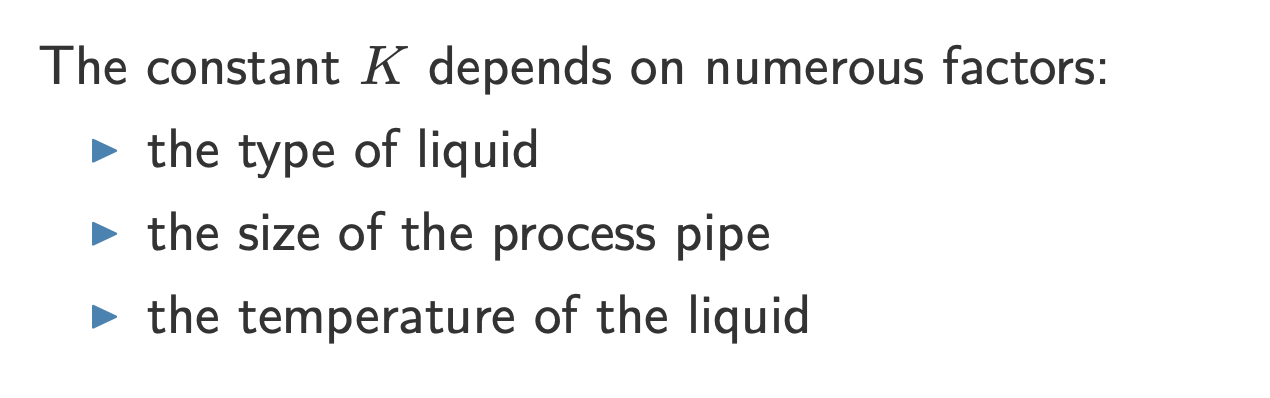 The constant K depends on numerous factors:
▶ the type of liquid
▶ the size of the process pipe
▶ the temperature of the liquid